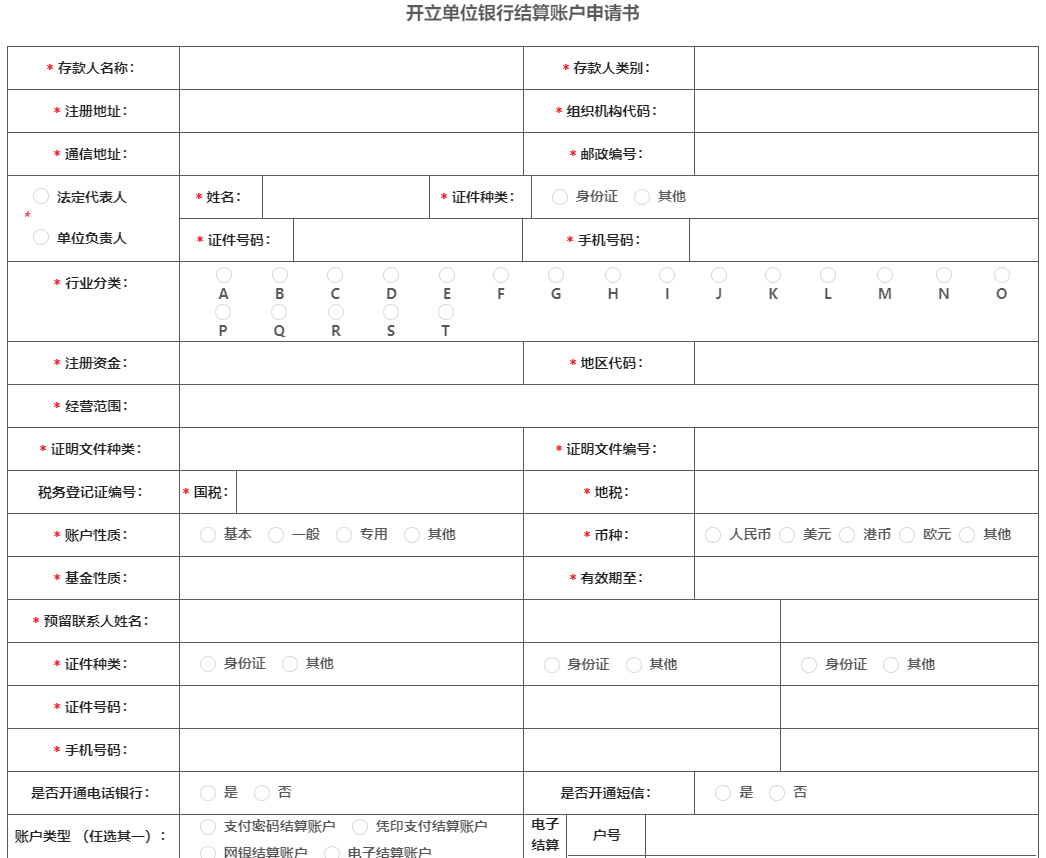 开立单位银行结算账户申请书
* 存款人名称： * 存款人类别：
* 注册地址： * 组织机构代码：
* 通信地址： * 邮政编号：
法定代表人 * 姓名： * 证件种类： 身份证 其他
*
单位负责人 * 证件号码： * 手机号码：
* 行业分类：
A B C D E F G H I J K L M N O
P Q R S T
* 注册资金： * 地区代码：
* 经营范围：
* 证明文件种类： * 证明文件编号：
税务登记证编号： * 国税： * 地税：
* 账户性质： 基本 一般 专用 其他 * 币种： 人民币 美元 港币 欧元 其他
* 基金性质： * 有效期至：
* 预留联系人姓名：
* 证件种类： 身份证 其他 身份证 其他 身份证 其他
* 证件号码：
* 手机号码：
是否开通电话银行： 是 否 是否开通短信： 是 否
账户类型 （任选其一）： 支付密码结算账户 凭印支付结算账户 电子 户号
网银结算账户 电子结算账户 结算